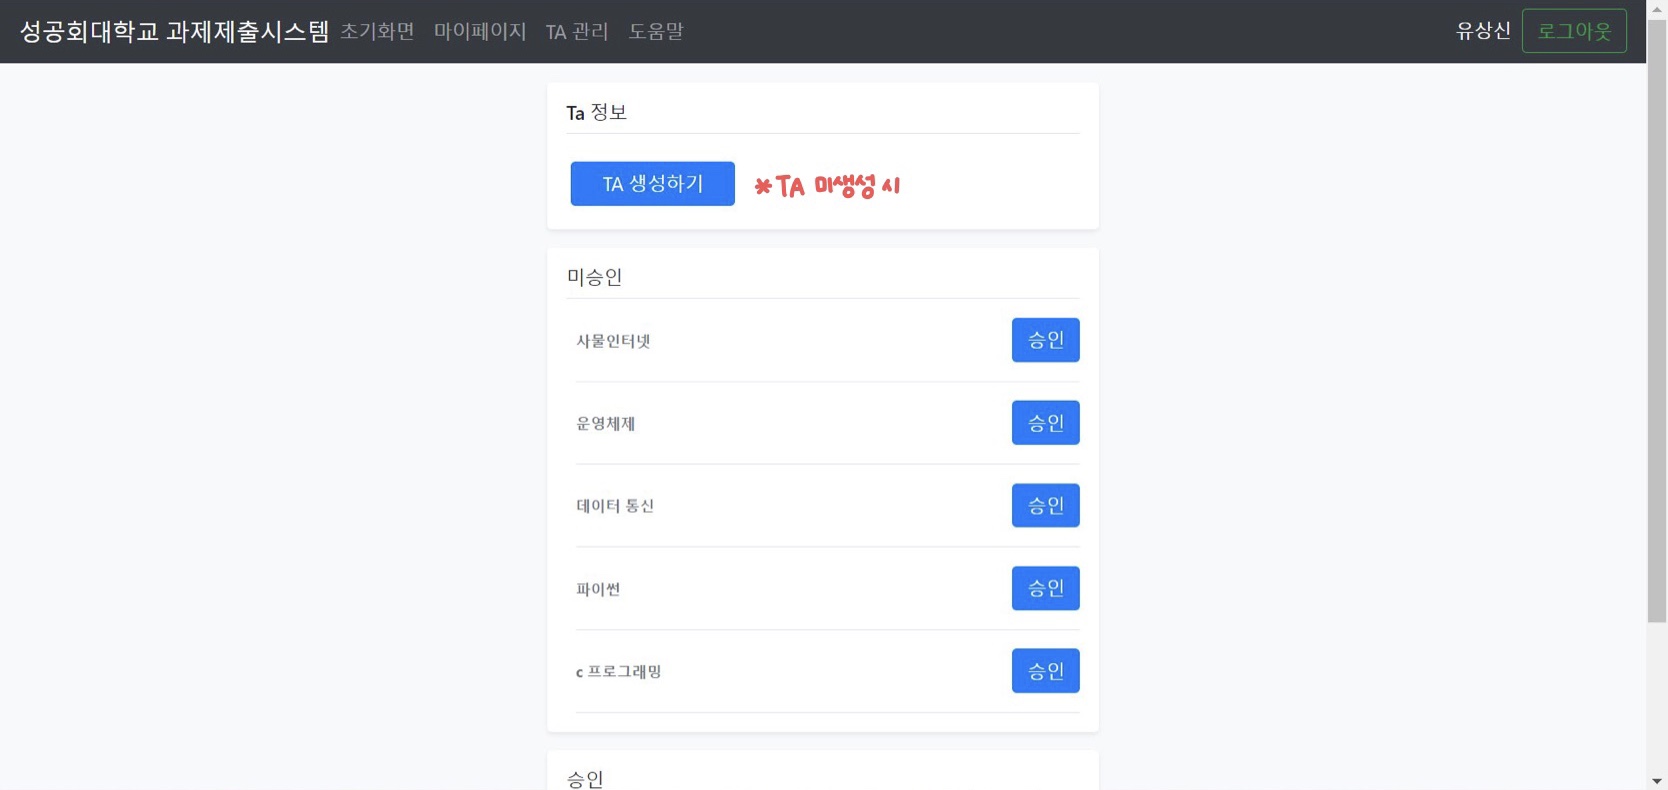 성공회대학교 과제제출시스템 초기화면 마이페이지 TA 관리 도움말 유상신 로그아웃
Ta 정보
TA 생성하기 *TA 미생성 시
미승인
사물인터넷 승인
운영체제 승인
데이터 통신 승인
파이썬 승인
c 프로그래밍 승인
승인